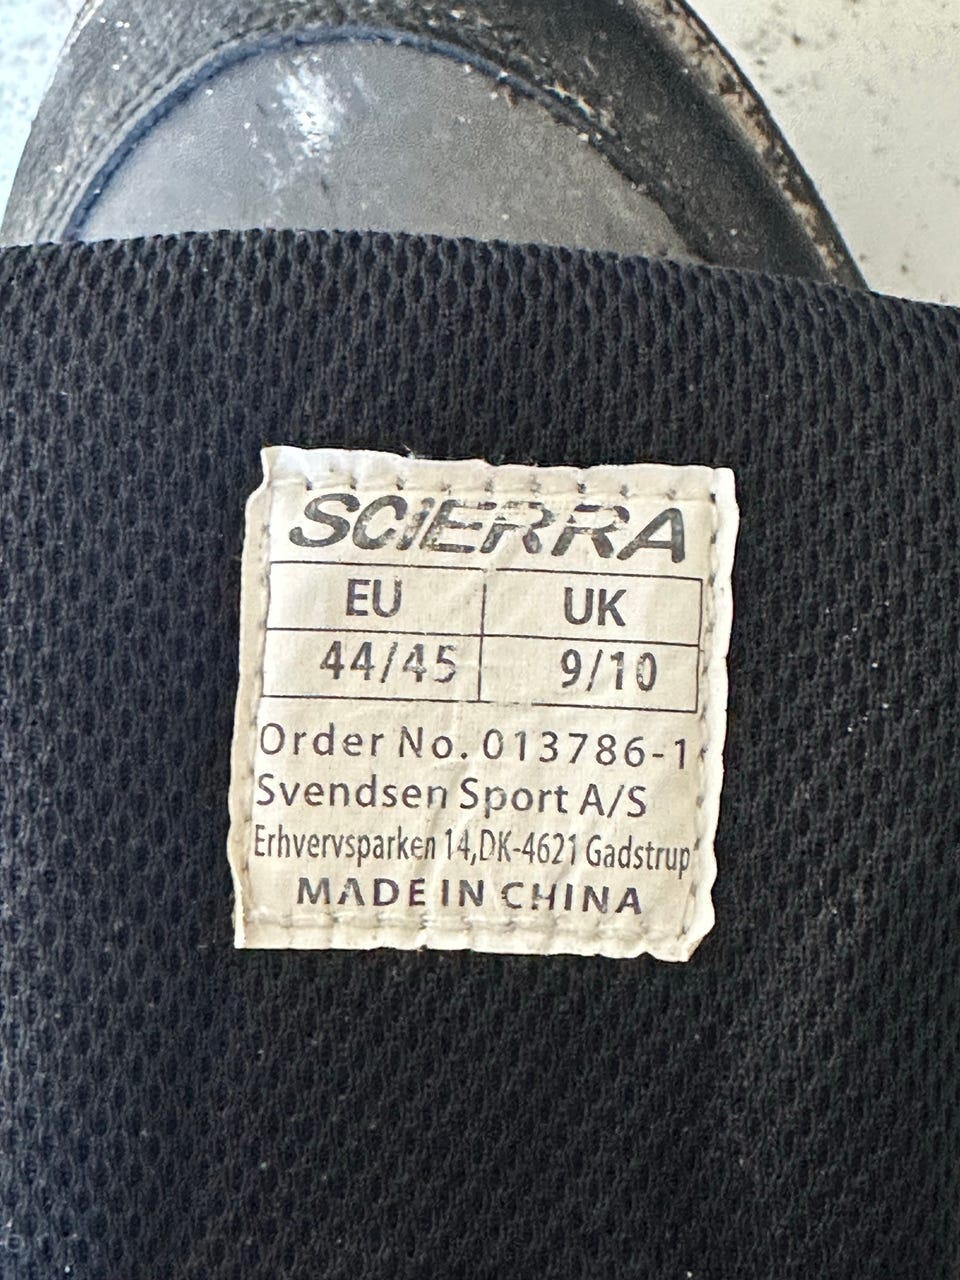 SCIERRA
EU UK
44/45 9/10
Order No. 013786-1
Svendsen Sport A/S
Erhvervsparken 14,DK-4621 Gadstrup
MADE IN CHINA